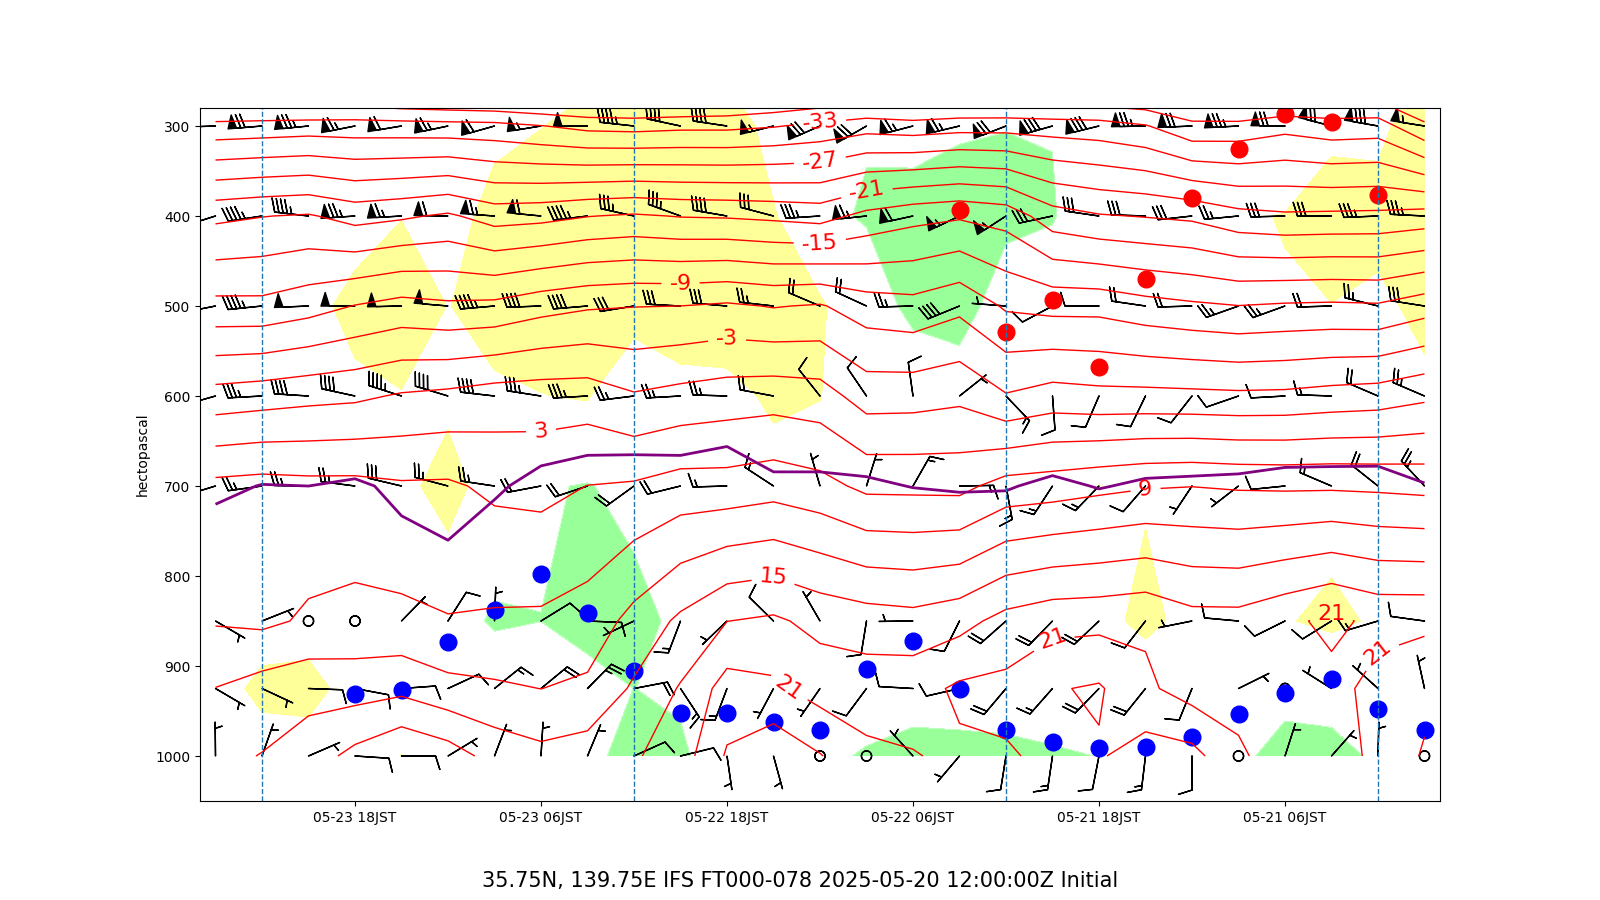 hectopascal
300
400
500
600
700
800
900
1000
-33
-27
-21
-15
-9
-3
3
9
15
21
21
21
21
05-23 18JST
05-23 06JST
05-22 18JST
05-22 06JST
05-21 18JST
05-21 06JST
35.75N, 139.75E IFS FT000-078 2025-05-20 12:00:00Z Initial